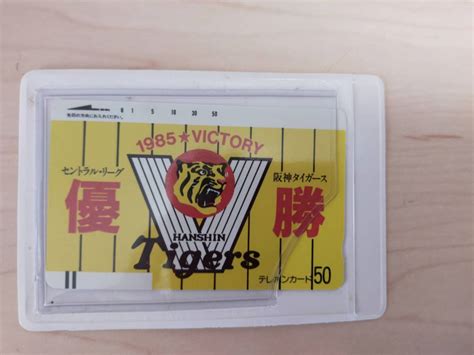 0 1 5 10 30 50
1985★VICTORY
セントラル・リーグ
阪神タイガース
優
勝
HANSHIN
Tigers
テレホンカード50